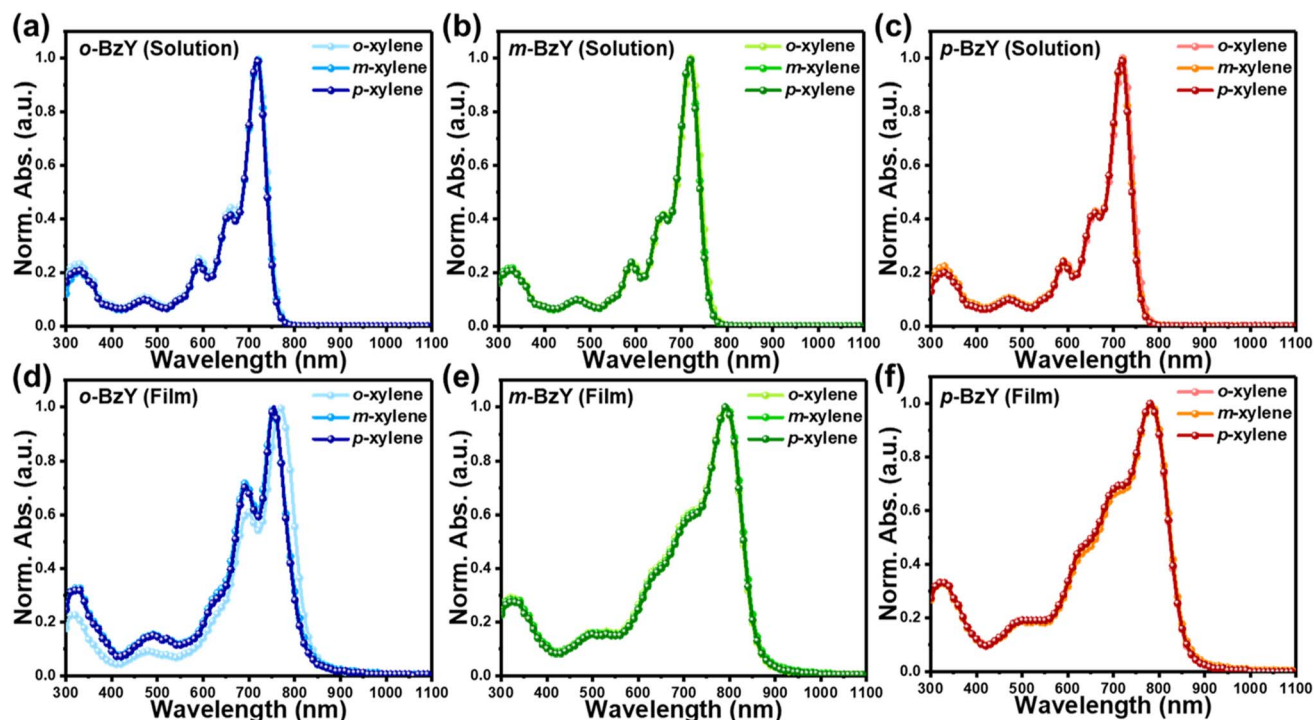 (a)
o-BzY (Solution)
o-xylene
m-xylene
p-xylene
Norm. Abs. (a.u.)
1.0
0.8
0.6
0.4
0.2
0.0
300 400 500 600 700 800 900 1000 1100
Wavelength (nm)
(b)
m-BzY (Solution)
o-xylene
m-xylene
p-xylene
Norm. Abs. (a.u.)
1.0
0.8
0.6
0.4
0.2
0.0
300 400 500 600 700 800 900 1000 1100
Wavelength (nm)
(c)
p-BzY (Solution)
o-xylene
m-xylene
p-xylene
Norm. Abs. (a.u.)
1.0
0.8
0.6
0.4
0.2
0.0
300 400 500 600 700 800 900 1000 1100
Wavelength (nm)
(d)
o-BzY (Film)
o-xylene
m-xylene
p-xylene
Norm. Abs. (a.u.)
1.0
0.8
0.6
0.4
0.2
0.0
300 400 500 600 700 800 900 1000 1100
Wavelength (nm)
(e)
m-BzY (Film)
o-xylene
m-xylene
p-xylene
Norm. Abs. (a.u.)
1.0
0.8
0.6
0.4
0.2
0.0
300 400 500 600 700 800 900 1000 1100
Wavelength (nm)
(f)
p-BzY (Film)
o-xylene
m-xylene
p-xylene
Norm. Abs. (a.u.)
1.0
0.8
0.6
0.4
0.2
0.0
300 400 500 600 700 800 900 1000 1100
Wavelength (nm)